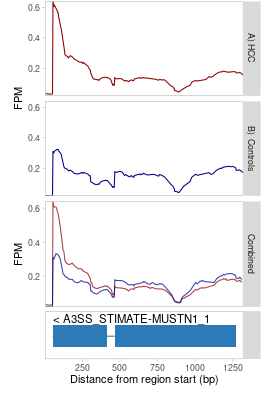 0.6
0.4
0.2
FPM
A) HCC
0.6
0.4
0.2
B) Controls
0.6
0.4
0.2
FPM
Combined
< A3SS_STIMATE-MUSTN1_1
250 500 750 1000 1250
Distance from region start (bp)